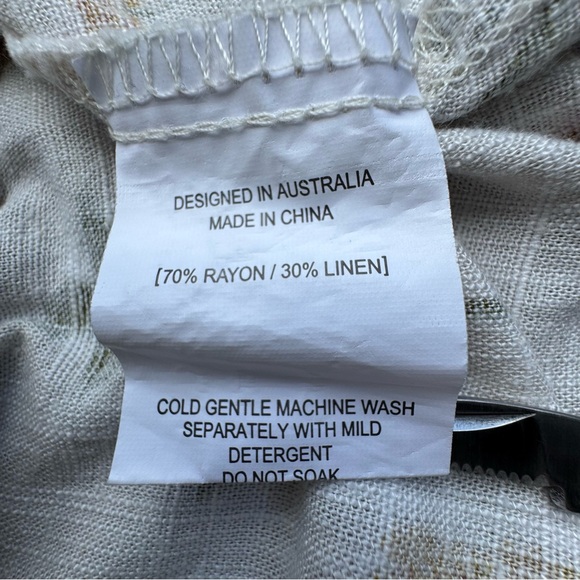 DESIGNED IN AUSTRALIA
MADE IN CHINA
[70% RAYON / 30% LINEN]
COLD GENTLE MACHINE WASH
SEPARATELY WITH MILD
DETERGENT
DO NOT SOAK